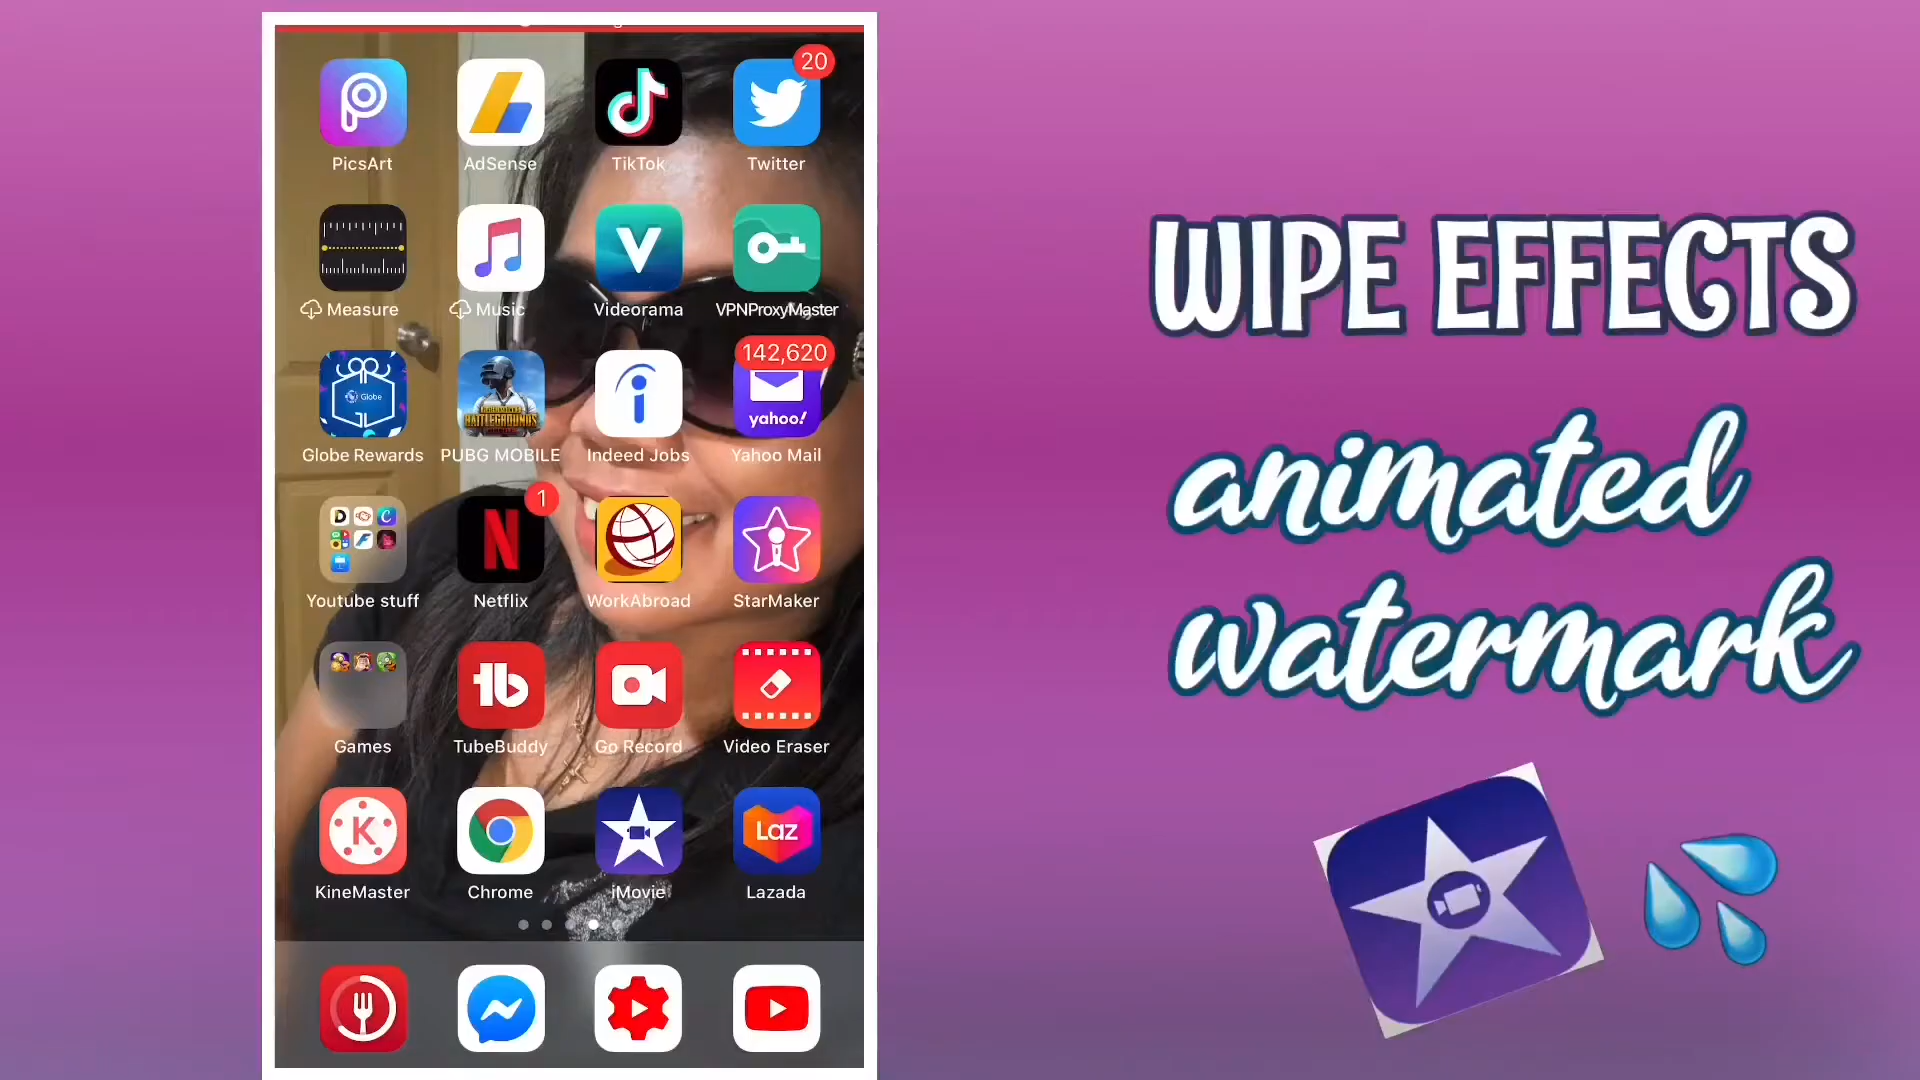 20
PicsArt AdSense TikTok Twitter
Measure Music Videorama VPNProxyMaster
142,620
Globe
BATTLEGROUNDS
yahoo!
Globe Rewards PUBG MOBILE Indeed Jobs Yahoo Mail
1
Youtube stuff Netflix WorkAbroad StarMaker
Games TubeBuddy Go Record Video Eraser
K
Laz
KineMaster Chrome iMovie Lazada
WIPE EFFECTS
animated
watermark